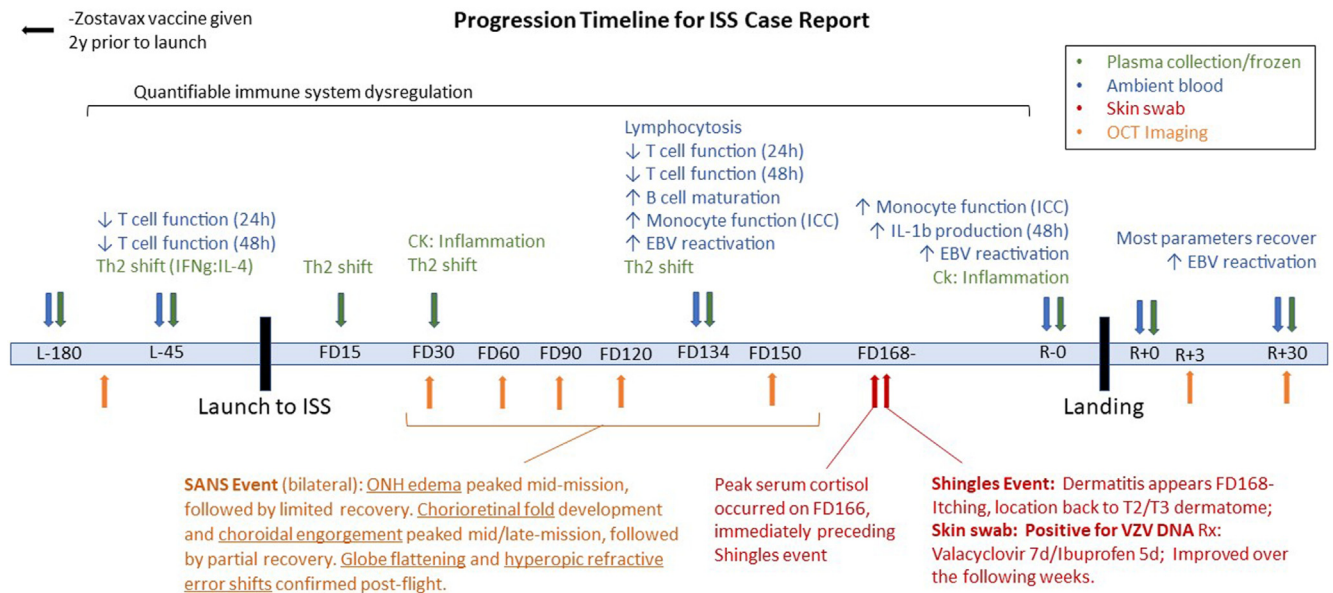 Progression Timeline for ISS Case Report
-Zostavax vaccine given
2y prior to launch
• Plasma collection/frozen
• Ambient blood
• Skin swab
• OCT Imaging
Quantifiable immune system dysregulation
↓ T cell function (24h)
↓ T cell function (48h)
Th2 shift (IFNg:IL-4)
Th2 shift
CK: Inflammation
Th2 shift
Lymphocytosis
↓ T cell function (24h)
↓ T cell function (48h)
↑ B cell maturation
↑ Monocyte function (ICC)
↑ EBV reactivation
Th2 shift
↑ Monocyte function (ICC)
↑ IL-1b production (48h)
↑ EBV reactivation
Ck: Inflammation
Most parameters recover
↑ EBV reactivation
L-180 L-45 FD15 FD30 FD60 FD90 FD120 FD134 FD150 FD168- R-0 R+0 R+3 R+30
Launch to ISS
Landing
SANS Event (bilateral): ONH edema peaked mid-mission,
followed by limited recovery. Chorioretinal fold development
and choroidal engorgement peaked mid/late-mission, followed
by partial recovery. Globe flattening and hyperopic refractive
error shifts confirmed post-flight.
Peak serum cortisol
occurred on FD166,
immediately preceding
Shingles event
Shingles Event: Dermatitis appears FD168-
Itching, location back to T2/T3 dermatome;
Skin swab: Positive for VZV DNA Rx:
Valacyclovir 7d/Ibuprofen 5d; Improved over
the following weeks.